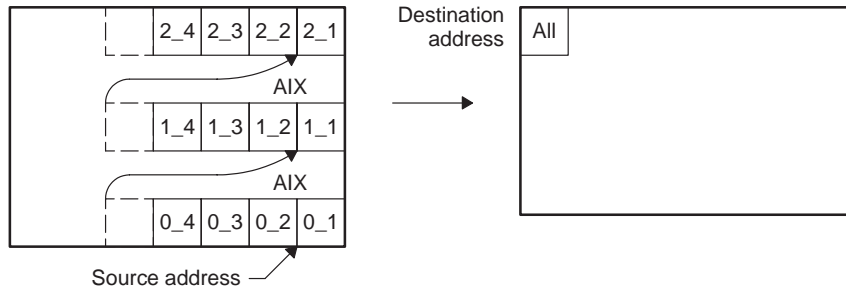 2_4 2_3 2_2 2_1
AIX
1_4 1_3 1_2 1_1
AIX
0_4 0_3 0_2 0_1
Source address
Destination
address
All